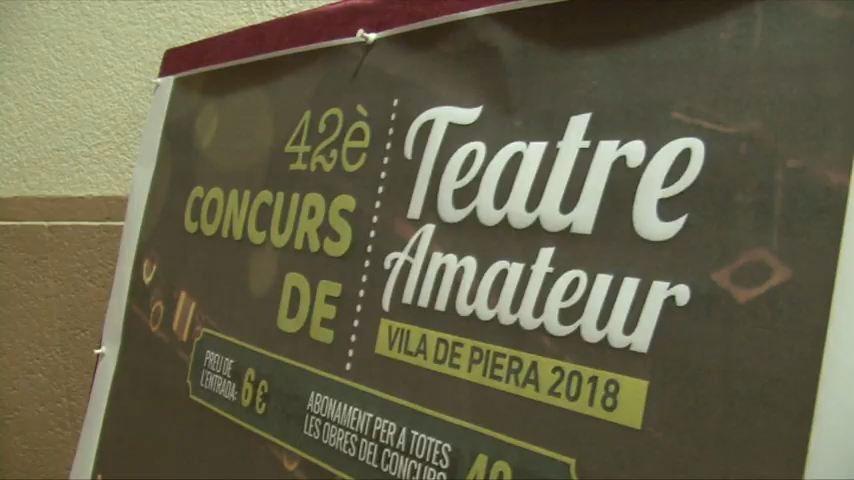 42è
CONCURS
DE
Teatre
Amateur
VILA DE PIERA 2018
PREU DE
L'ENTRADA: 6€
ABONAMENT PER A TOTES
LES OBRES DEL CONCURS